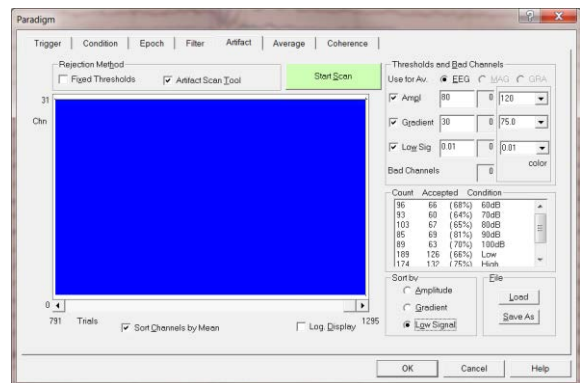 Paradigm
Trigger Condition Epoch Filter Artifact Average Coherence
Rejection Method
Fixed Thresholds Artifact Scan Tool
Start Scan
Thresholds and Bad Channels
Use for Av. EEG MAG GRA
Ampl 80 0 120
Gradient 30 0 75.0
Low Sig 0.01 0 0.01
Bad Channels 0 color
31
Chn
0
791 Trials 1295
Sort Channels by Mean Log. Display
Count Accepted Condition
96 66 (68%) 60dB
93 60 (64%) 70dB
103 67 (65%) 80dB
85 69 (81%) 90dB
89 63 (70%) 100dB
189 126 (66%) Low
174 132 (75%) High
Sort by
Amplitude
Gradient
Low Signal
File
Load
Save As
OK Cancel Help